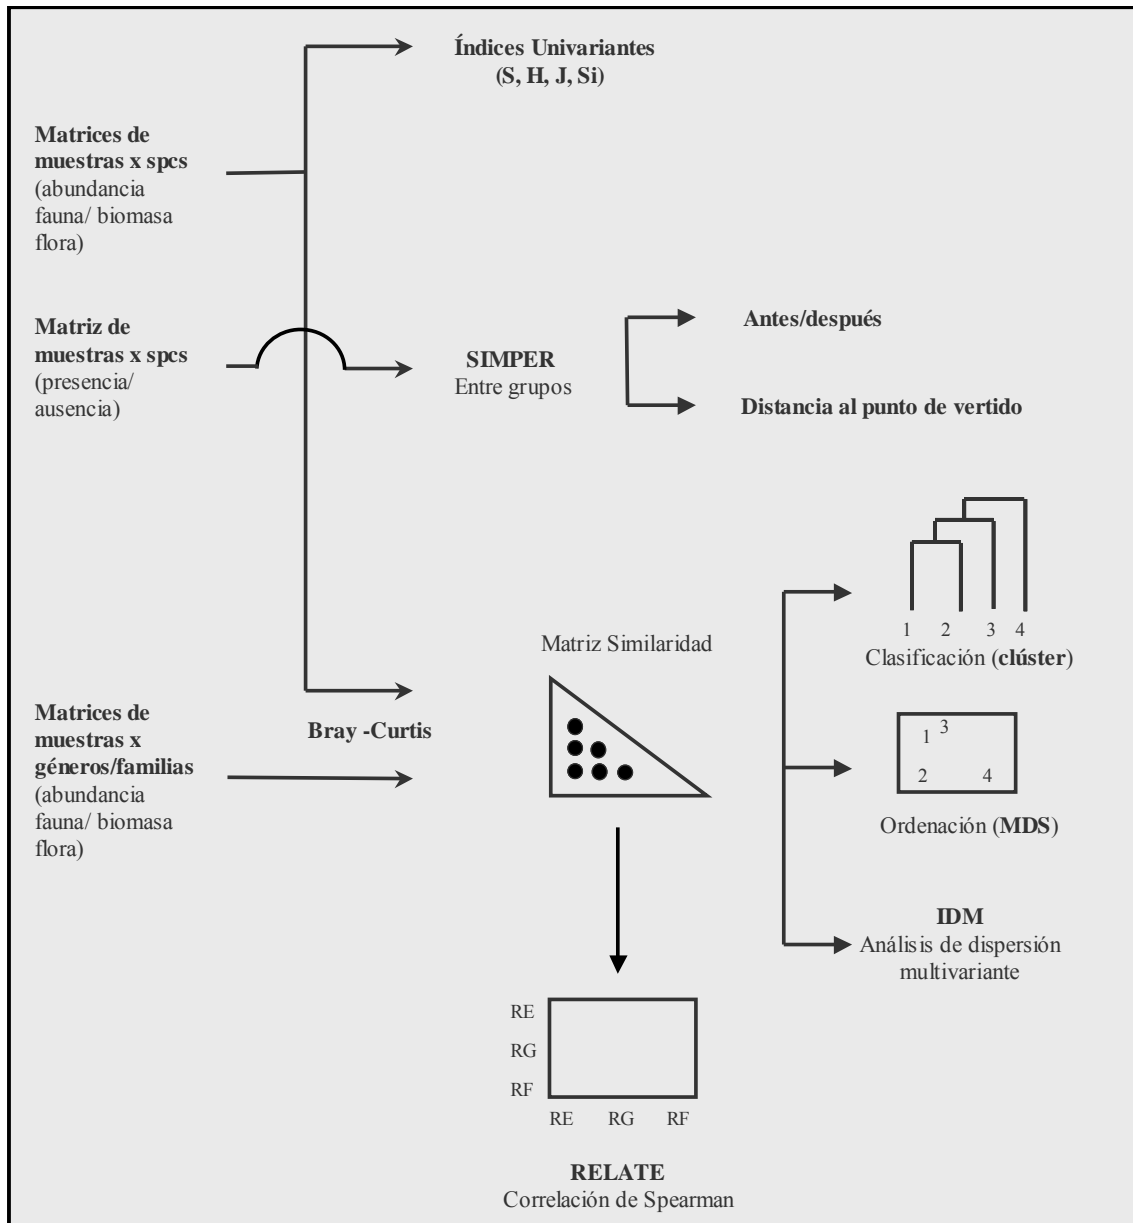 Índices Univariantes
(S, H, J, Si)
Matrices de
muestras x spcs
(abundancia
fauna/ biomasa
flora)
Matriz de
muestras x spcs
(presencia/
ausencia)
SIMPER
Entre grupos
Antes/después
Distancia al punto de vertido
1 2 3 4
Clasificación (clúster)
Matriz Similaridad
Matrices de
muestras x
géneros/familias
(abundancia
fauna/ biomasa
flora)
Bray -Curtis
1 3
2 4
Ordenación (MDS)
IDM
Análisis de dispersión
multivariante
RE
RG
RF
RE RG RF
RELATE
Correlación de Spearman